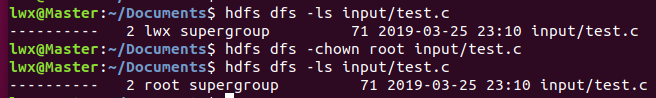 lwx@Master:~/Documents$ hdfs dfs -ls input/test.c
----------   2 lwx supergroup         71 2019-03-25 23:10 input/test.c
lwx@Master:~/Documents$ hdfs dfs -chown root input/test.c
lwx@Master:~/Documents$ hdfs dfs -ls input/test.c
----------   2 root supergroup         71 2019-03-25 23:10 input/test.c